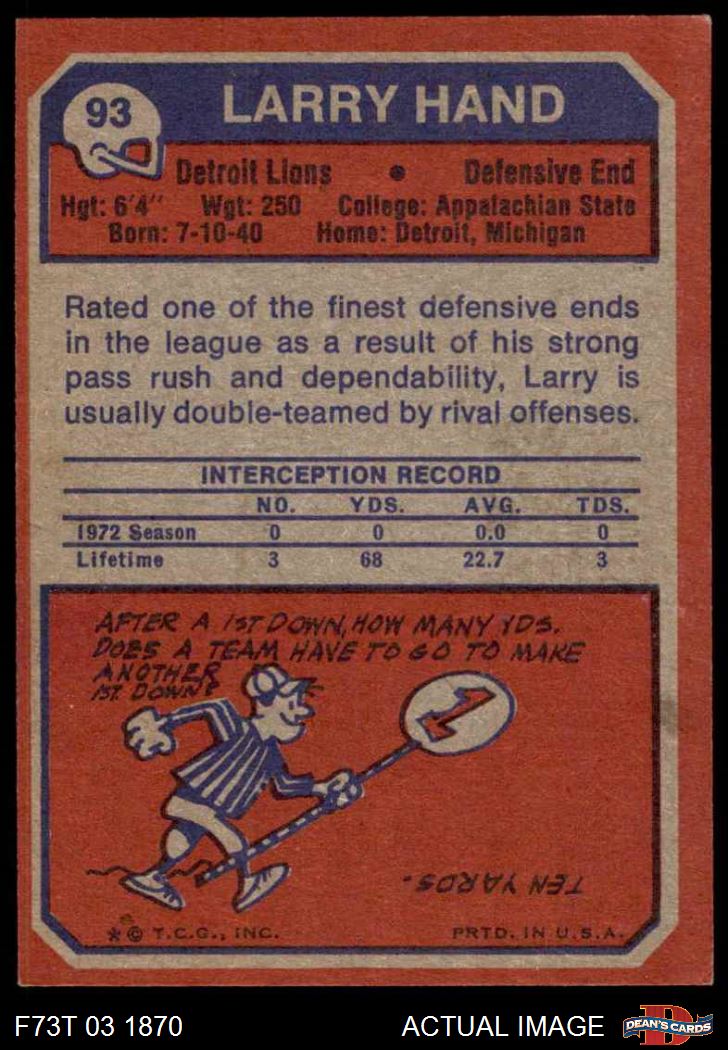 93
LARRY HAND
Detroit Lions • Defensive End
Hgt: 6'4" Wgt: 250 College: Appalachian State
Born: 7-10-40 Home: Detroit, Michigan
Rated one of the finest defensive ends
in the league as a result of his strong
pass rush and dependability, Larry is
usually double-teamed by rival offenses.
INTERCEPTION RECORD
NO. YDS. AVG. TDS.
1972 Season 0 0 0.0 0
Lifetime 3 68 22.7 3
AFTER A 1ST DOWN, HOW MANY YDS.
DOES A TEAM HAVE TO GO TO MAKE
ANOTHER
1ST DOWN?
1
TEN YARDS.
* © T.C.G., INC. PRTD. IN U.S.A.
F73T 03 1870 ACTUAL IMAGE
D
DEAN'S CARDS